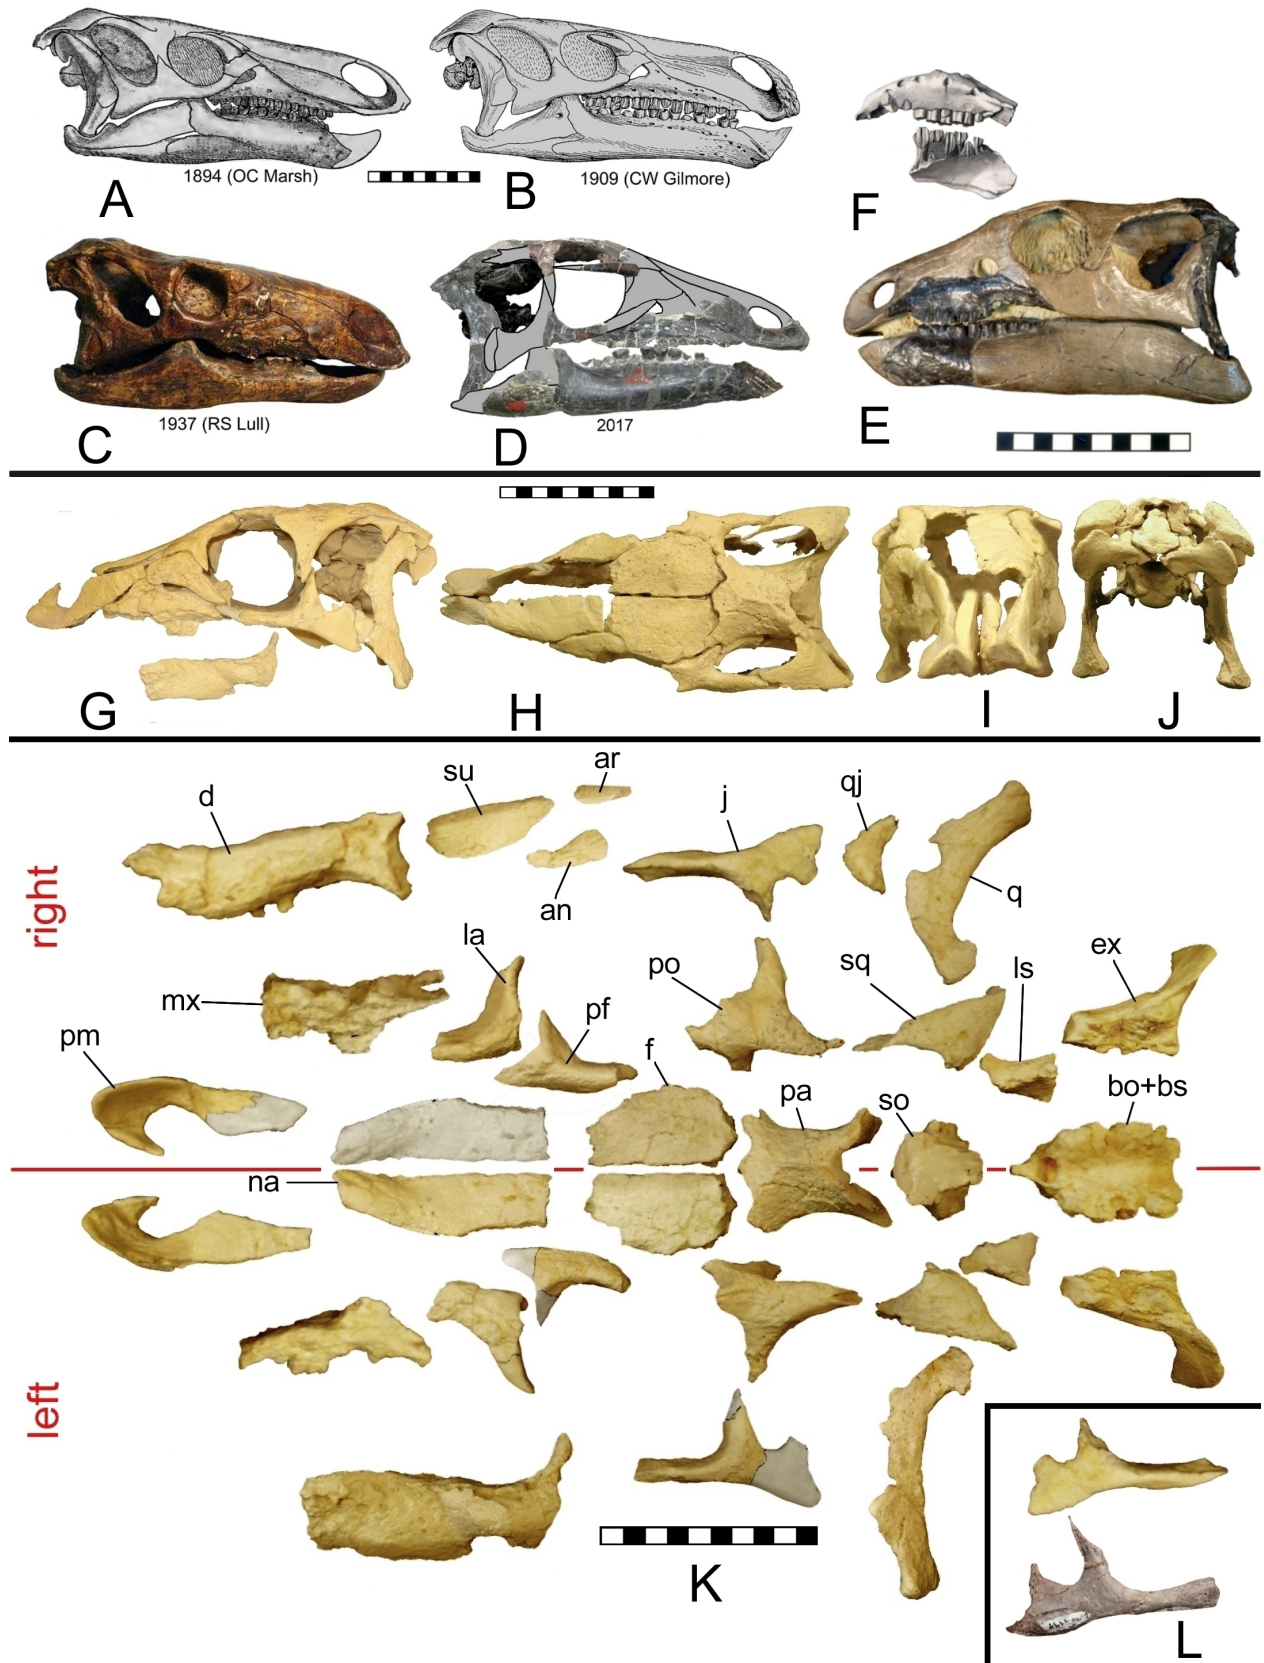 1894 (OC Marsh)
A
1909 (CW Gilmore)
B
F
1937 (RS Lull)
C
2017
D
E
G
H
I
J
right
d
su
ar
an
j
qj
q
mx
la
pf
po
sq
ls
ex
pm
f
pa
so
bo+bs
na
left
K
L